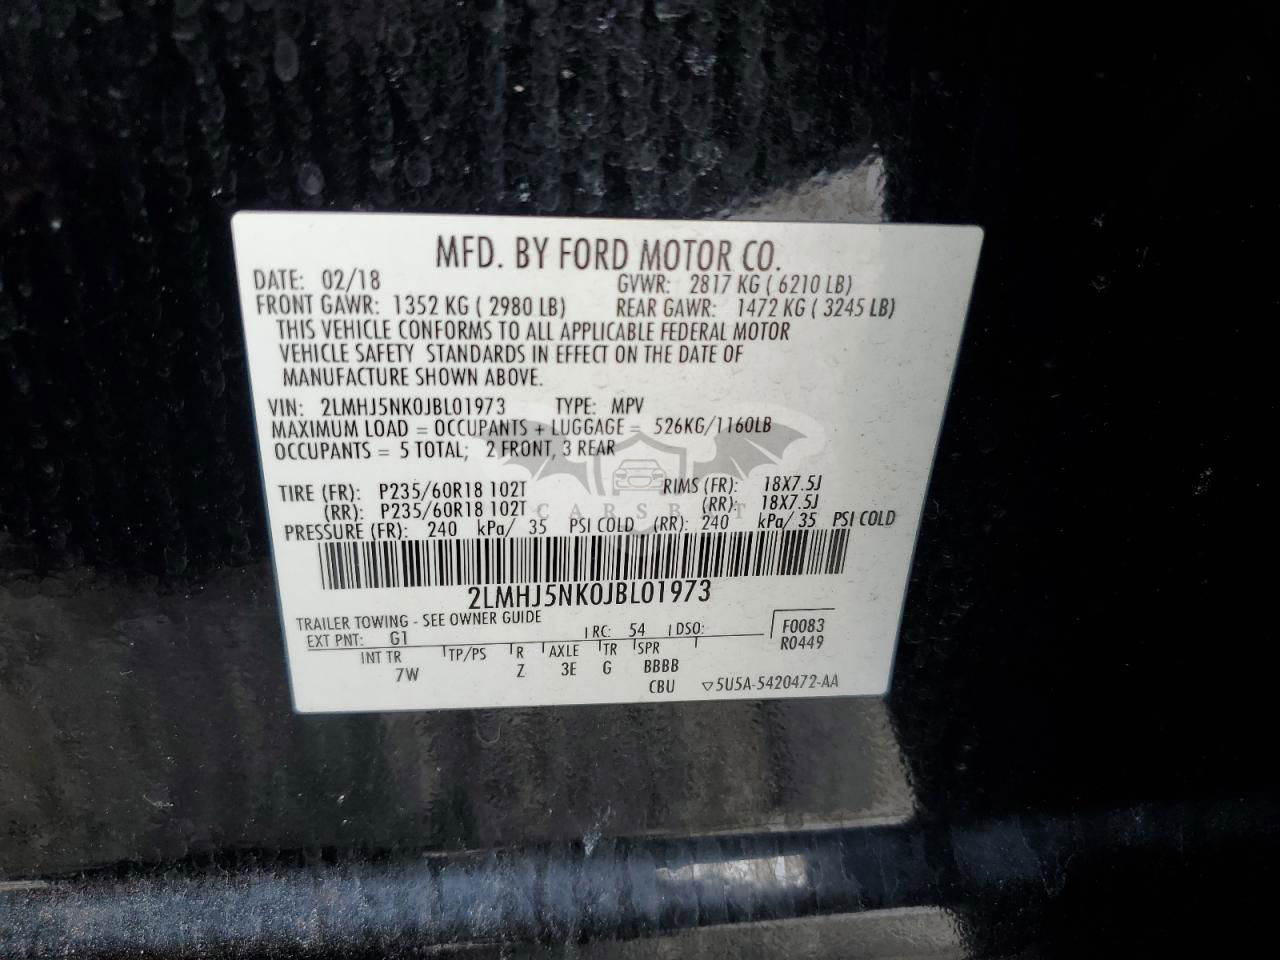 MFD. BY FORD MOTOR CO.
DATE: 02/18 GVWR: 2817 KG ( 6210 LB)
FRONT GAWR: 1352 KG ( 2980 LB) REAR GAWR: 1472 KG ( 3245 LB)
THIS VEHICLE CONFORMS TO ALL APPLICABLE FEDERAL MOTOR
VEHICLE SAFETY STANDARDS IN EFFECT ON THE DATE OF
MANUFACTURE SHOWN ABOVE.
VIN: 2LMHJ5NK0JBL01973 TYPE: MPV
MAXIMUM LOAD = OCCUPANTS + LUGGAGE = 526KG/1160LB
OCCUPANTS = 5 TOTAL; 2 FRONT, 3 REAR
TIRE (FR): P235/60R18 102T RIMS (FR): 18X7.5J
(RR): P235/60R18 102T (RR): 18X7.5J
CARSBAT
PRESSURE (FR): 240 kPa/ 35 PSI COLD (RR): 240 kPa/ 35 PSI COLD
2LMHJ5NK0JBL01973
TRAILER TOWING - SEE OWNER GUIDE
EXT PNT: G1 RC: 54 DSO: F0083
R0449
INT TR TP/PS R AXLE TR SPR
7W Z 3E G BBBB
CBU ▽5U5A-5420472-AA